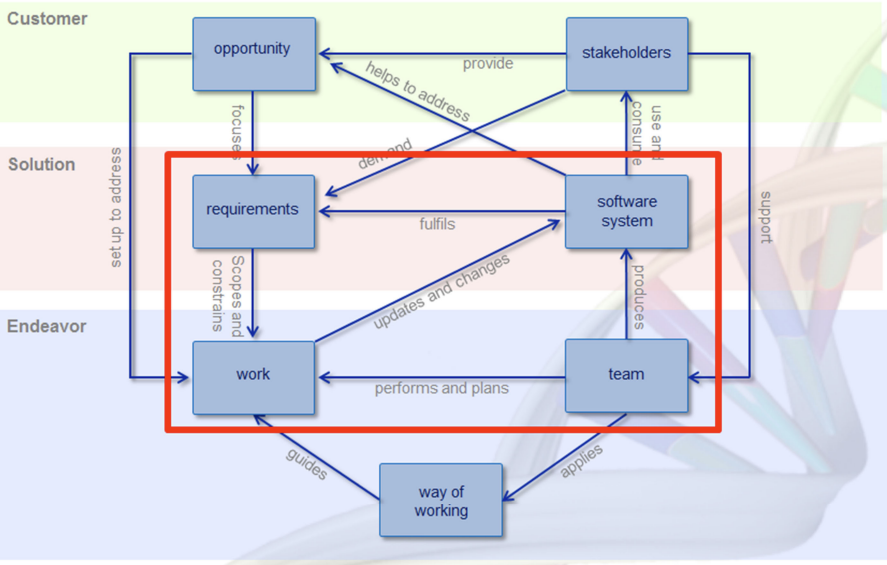 Customer
opportunity
stakeholders
provide
helps to address
focuses
demand
use and
consume
setup to address
Solution
requirements
software
system
fulfils
support
Scopes and
constrains
updates and changes
produces
Endeavor
work
team
performs and plans
guides
applies
way of
working